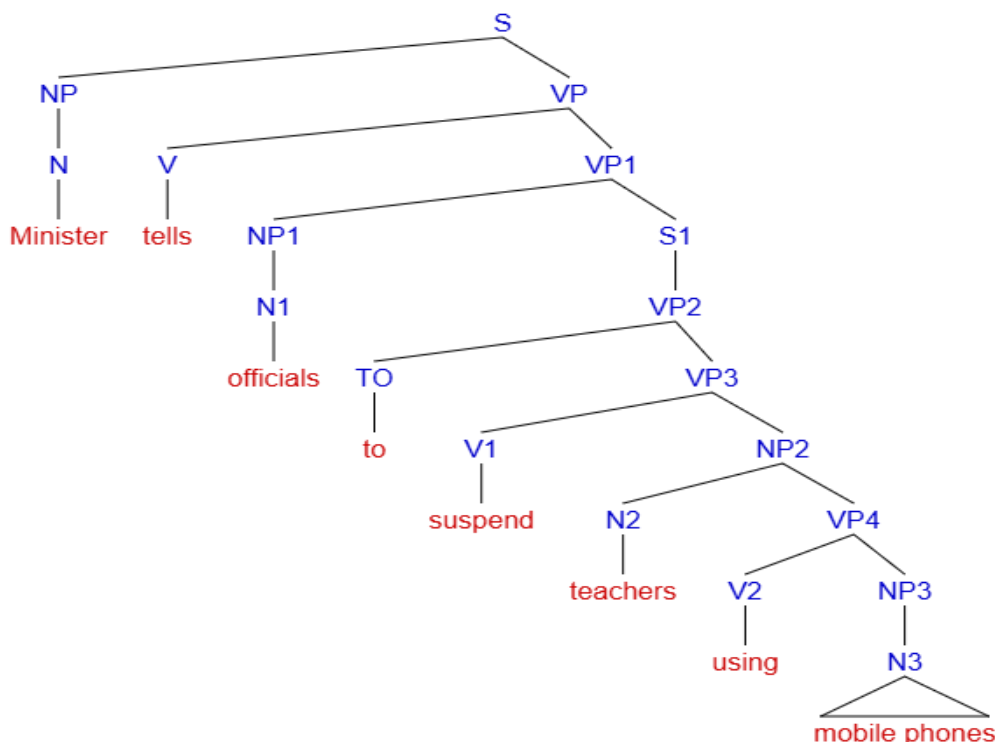 S
NP VP
N V VP1
Minister tells NP1 S1
N1 VP2
officials TO VP3
to V1 NP2
suspend N2 VP4
teachers V2 NP3
using N3
mobile phones